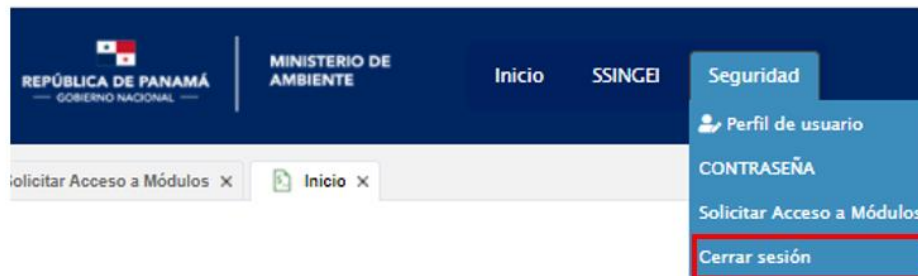 REPÚBLICA DE PANAMÁ
— GOBIERNO NACIONAL —
MINISTERIO DE
AMBIENTE
Inicio
SSINGEI
Seguridad
Perfil de usuario
CONTRASEÑA
Solicitar Acceso a Módulos
Cerrar sesión
Solicitar Acceso a Módulos ×
Inicio ×